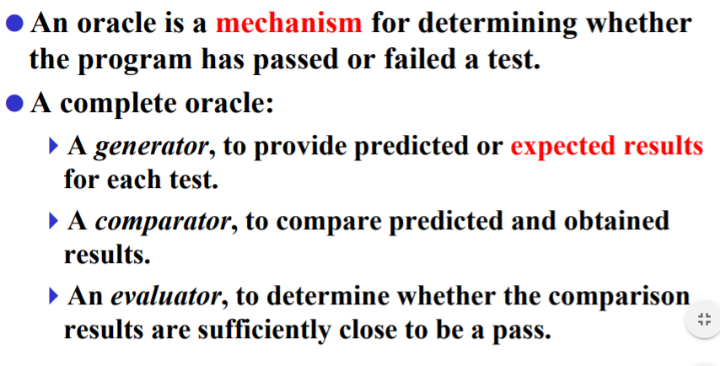 An oracle is a mechanism for determining whether
the program has passed or failed a test.
A complete oracle:
A generator, to provide predicted or expected results
for each test.
A comparator, to compare predicted and obtained
results.
An evaluator, to determine whether the comparison
results are sufficiently close to be a pass.